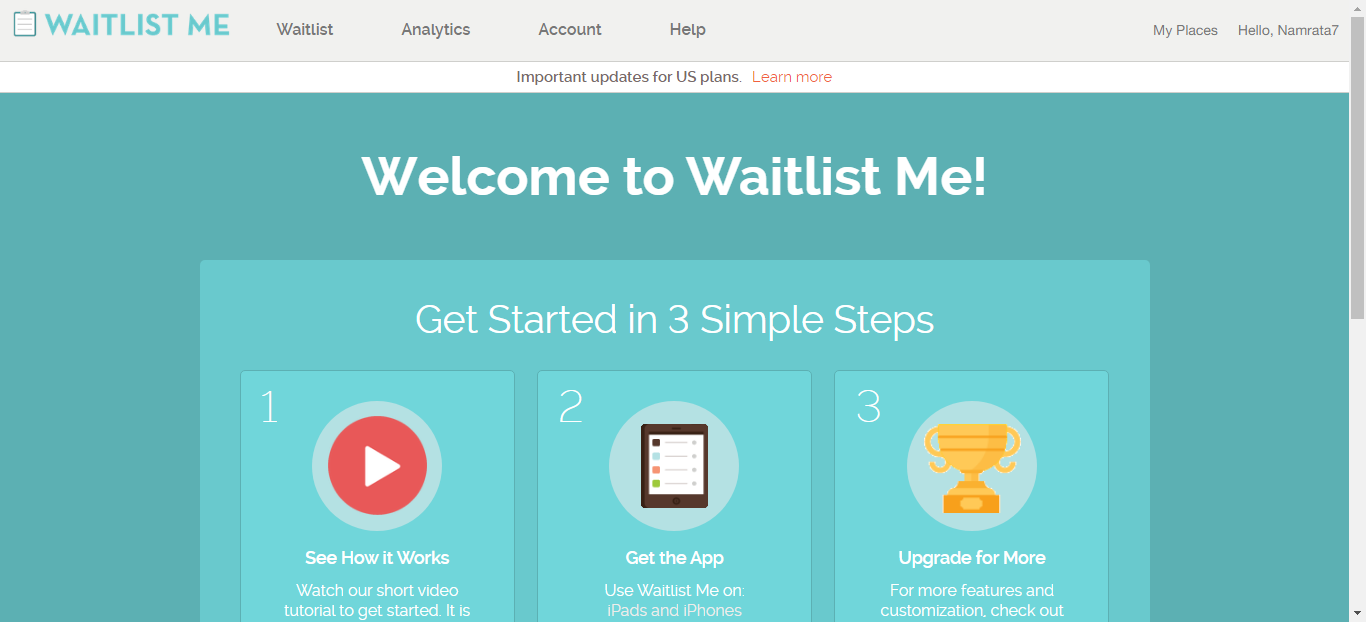 WAITLIST ME
Waitlist
Analytics
Account
Help
My Places
Hello, Namrata7
Important updates for US plans. Learn more
Welcome to Waitlist Me!
Get Started in 3 Simple Steps
1
See How it Works
Watch our short video
tutorial to get started. It is
2
Get the App
Use Waitlist Me on:
iPads and iPhones
3
Upgrade for More
For more features and
customization, check out